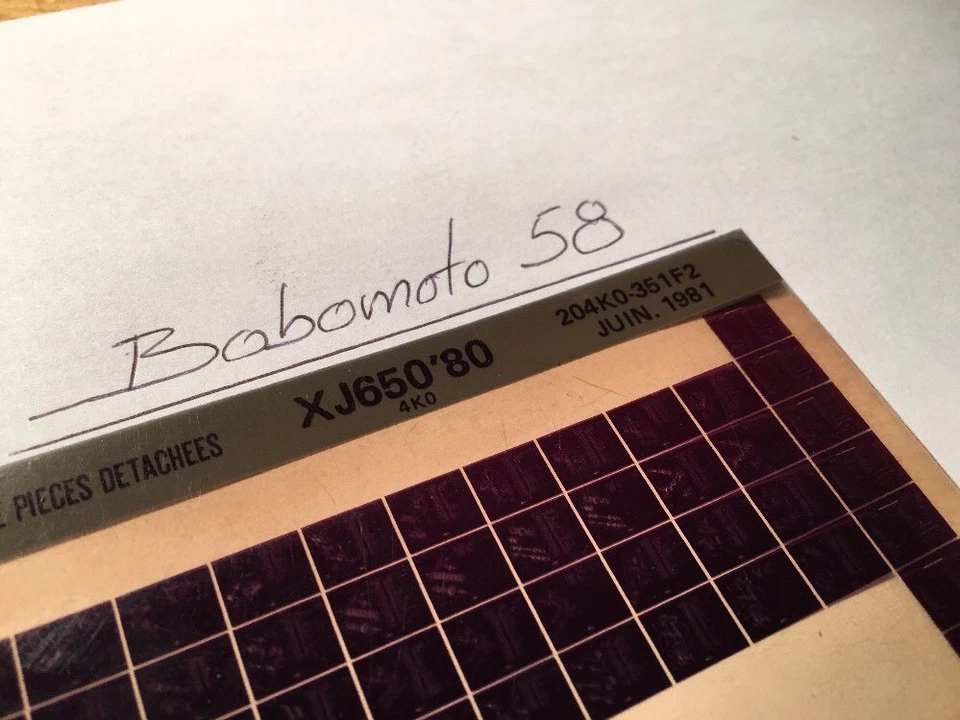 Babomoto 58
PIECES DETACHEES
XJ650'80
4K0
204K0-351F2
JUIN. 1981